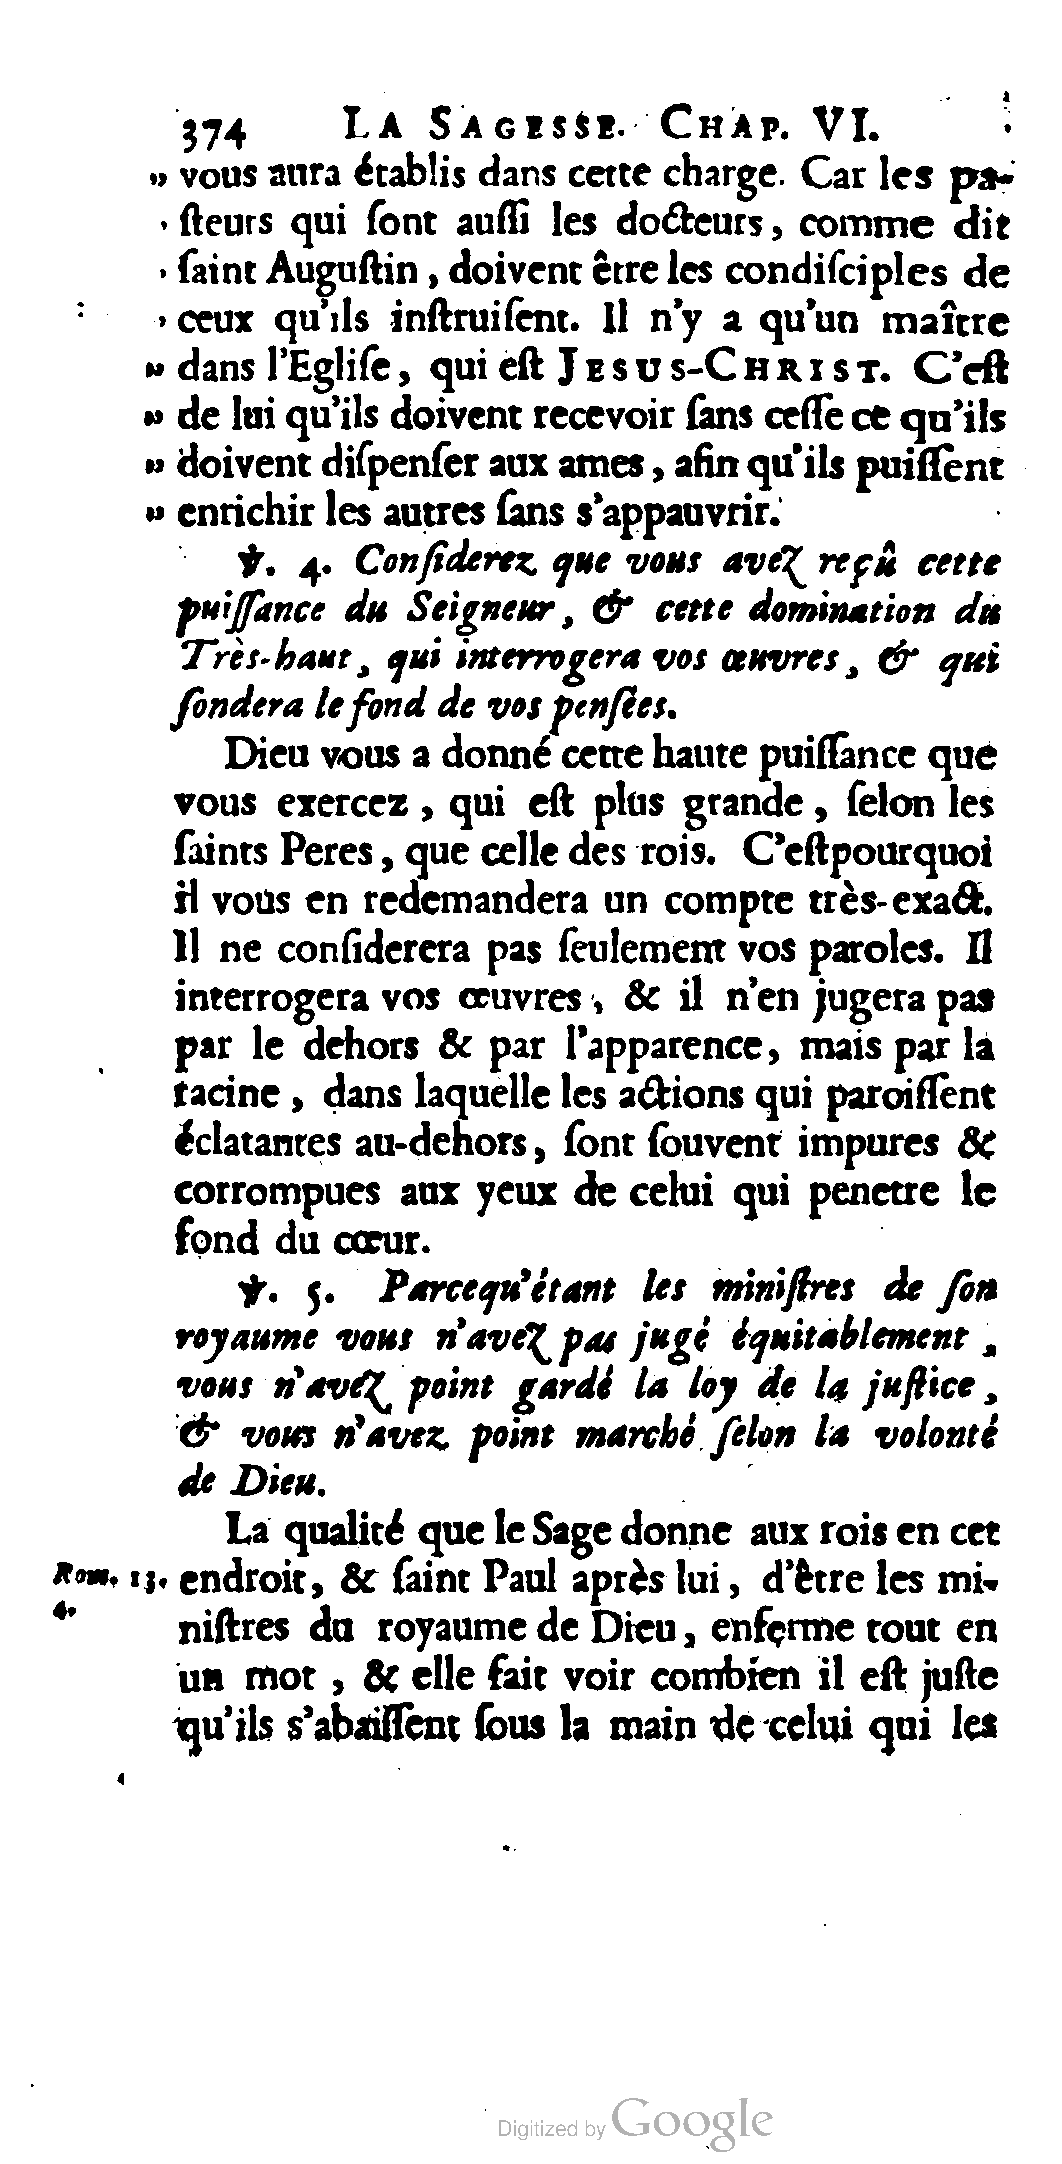 374 LA SAGESSE. CHAP. VI.
„ vous aura établis dans cette charge. Car les pa-
, ſteurs qui ſont auſſi les docteurs, comme dit
, ſaint Auguſtin, doivent être les condiſciples de
, ceux qu'ils inſtruiſent. Il n'y a qu'un maître
„ dans l'Egliſe, qui eſt JESUS-CHRIST. C'eſt
„ de lui qu'ils doivent recevoir ſans ceſſe ce qu'ils
„ doivent diſpenſer aux ames, afin qu'ils puiſſent
„ enrichir les autres ſans s'appauvrir.
℣. 4. Conſiderez que vous avez reçû cette
puiſſance du Seigneur, & cette domination du
Très-haut, qui interrogera vos œuvres, & qui
ſondera le fond de vos penſées.
Dieu vous a donné cette haute puiſſance que
vous exercez, qui eſt plus grande, ſelon les
ſaints Peres, que celle des rois. C'eſtpourquoi
il vous en redemandera un compte très-exact.
Il ne conſiderera pas ſeulement vos paroles. Il
interrogera vos œuvres, & il n'en jugera pas
par le dehors & par l'apparence, mais par la
racine, dans laquelle les actions qui paroiſſent
éclatantes au-dehors, ſont ſouvent impures &
corrompues aux yeux de celui qui penetre le
fond du cœur.
℣. 5. Parcequ'étant les miniſtres de ſon
royaume vous n'avez pas jugé équitablement,
vous n'avez point gardé la loy de la juſtice,
& vous n'avez point marché ſelon la volonté
de Dieu.
La qualité que le Sage donne aux rois en cet
Rom. 13. endroit, & ſaint Paul après lui, d'être les mi-
4. niſtres du royaume de Dieu, enferme tout en
un mot, & elle fait voir combien il eſt juſte
qu'ils s'abaiſſent ſous la main de celui qui les
Digitized by Google